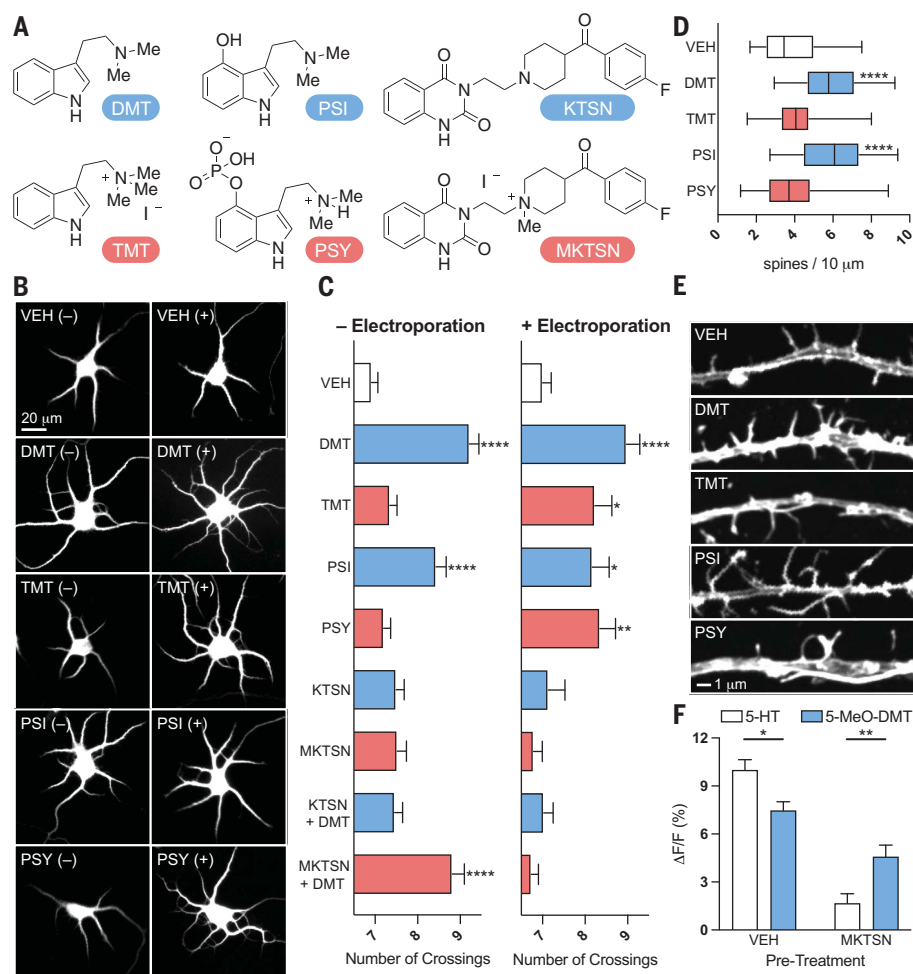 A
OH
N
Me
Me
N
H
DMT
N
Me
Me
N
H
PSI
O
N
N
H
O
N
O
F
KTSN
+
N
Me
Me
Me
I −
N
H
TMT
O −
OH
P
O
O
+
N
H
Me
Me
N
H
PSY
O
N
N
H
O
I −
+
N
Me
O
F
MKTSN
B
VEH (–)
VEH (+)
20 μm
DMT (–)
DMT (+)
TMT (–)
TMT (+)
PSI (–)
PSI (+)
PSY (–)
PSY (+)
C
– Electroporation
+ Electroporation
VEH
DMT
****
****
TMT
*
PSI
****
*
PSY
**
KTSN
MKTSN
KTSN
+ DMT
MKTSN
+ DMT
****
7 8 9
7 8 9
Number of Crossings
Number of Crossings
D
VEH
DMT
****
TMT
PSI
****
PSY
0 2 4 6 8 10
spines / 10 μm
E
VEH
DMT
TMT
PSI
PSY
1 μm
F
5-HT
5-MeO-DMT
*
**
12
9
6
3
0
ΔF/F (%)
VEH
MKTSN
Pre-Treatment